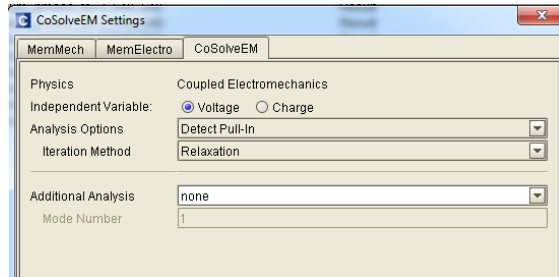 CoSolveEM Settings
MemMech MemElectro CoSolveEM
Physics Coupled Electromechanics
Independent Variable: Voltage Charge
Analysis Options Detect Pull-In
Iteration Method Relaxation
Additional Analysis none
Mode Number 1